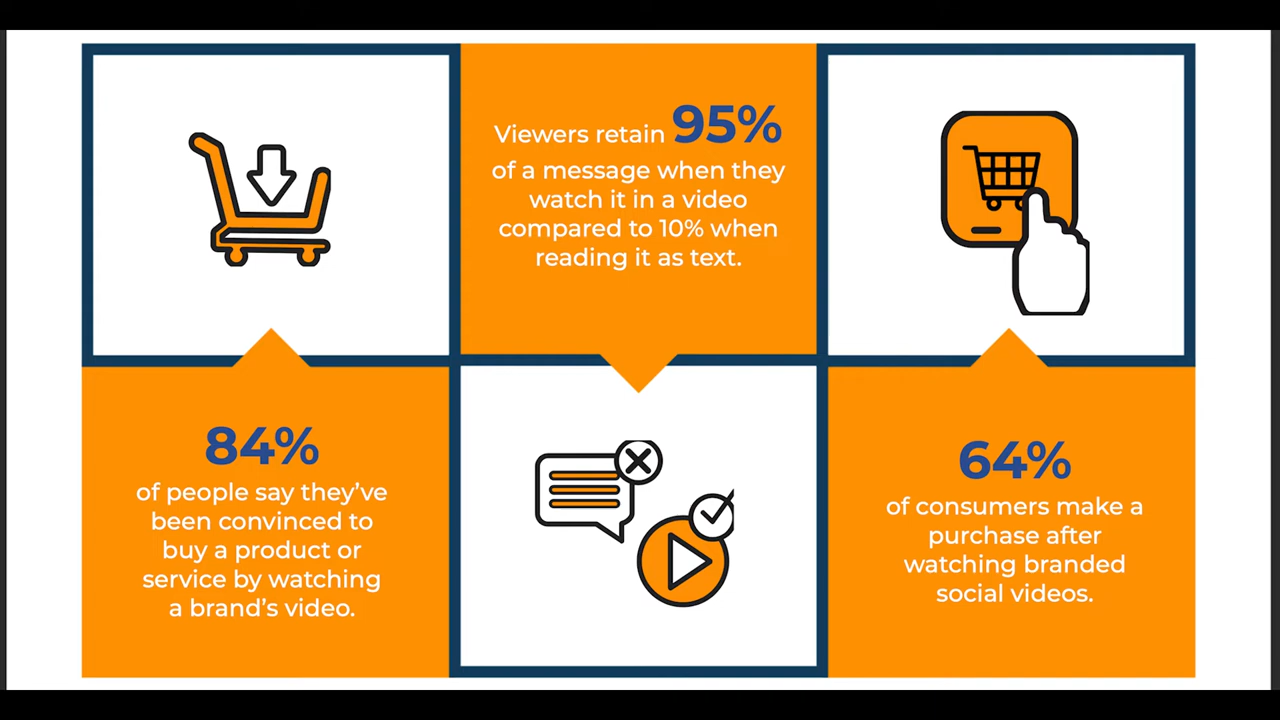 Viewers retain 95%
of a message when they
watch it in a video
compared to 10% when
reading it as text.
84%
of people say they've
been convinced to
buy a product or
service by watching
a brand's video.
64%
of consumers make a
purchase after
watching branded
social videos.